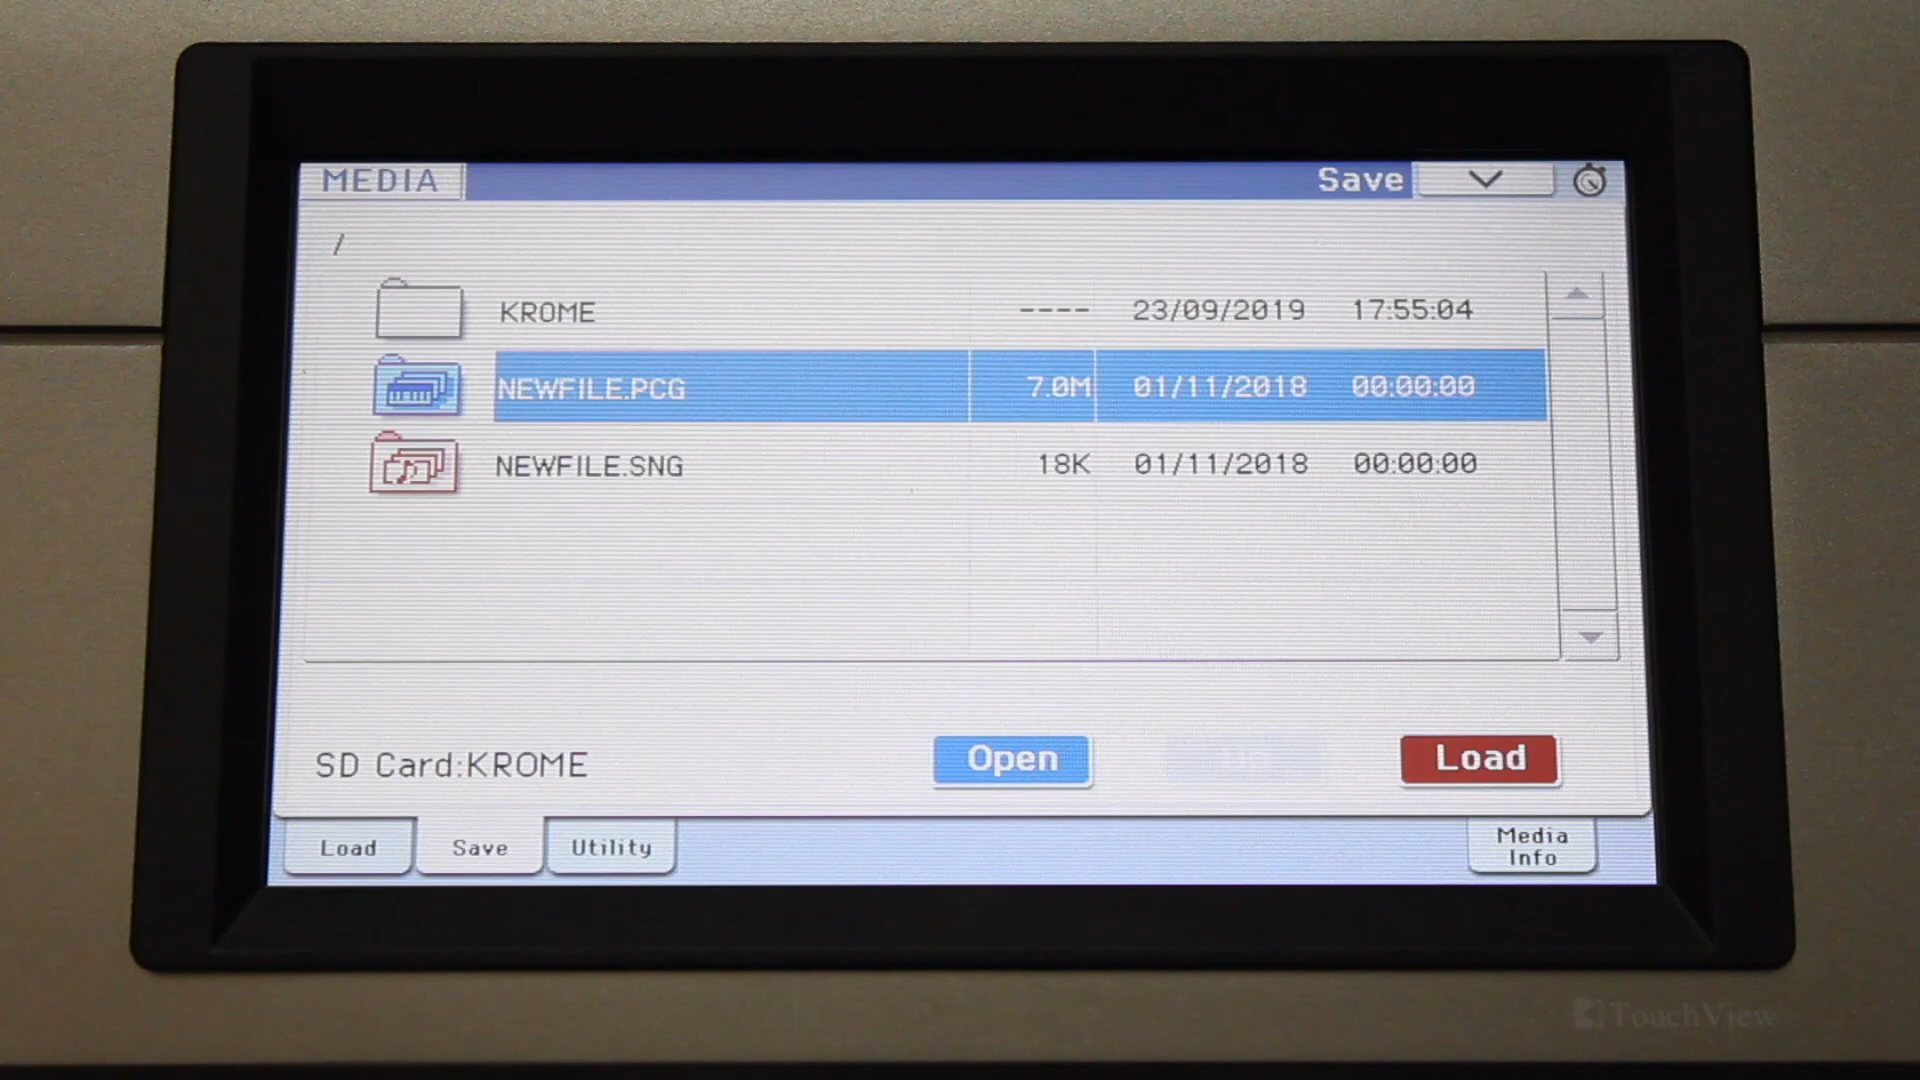 MEDIA Save
/
KROME ---- 23/09/2019 17:55:04
NEWFILE.PCG 7.0M 01/11/2018 00:00:00
NEWFILE.SNG 18K 01/11/2018 00:00:00
SD Card:KROME Open Up Load
Load Save Utility Media
Info
TouchView